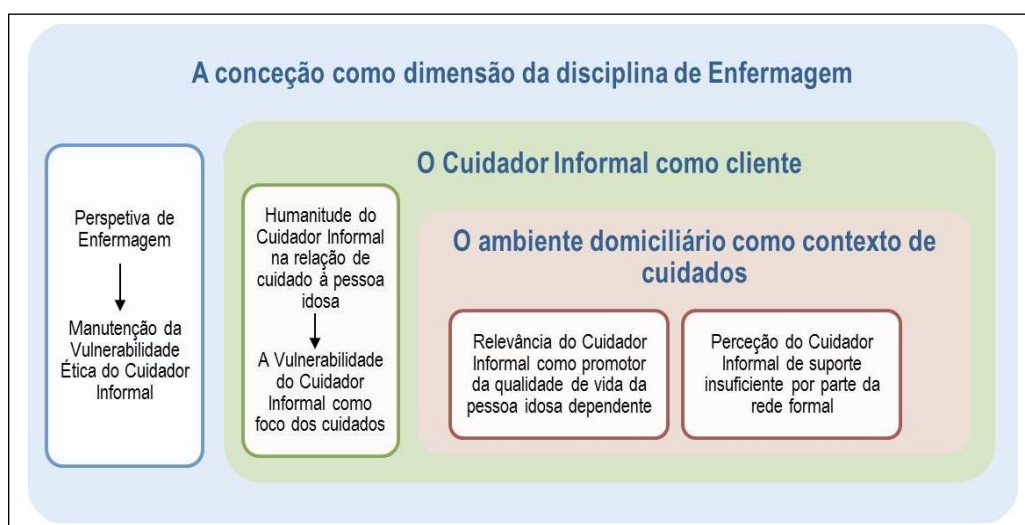 A conceção como dimensão da disciplina de Enfermagem
O Cuidador Informal como cliente
Perspetiva de
Enfermagem
Manutenção da
Vulnerabilidade
Ética do Cuidador
Informal
Humanitude do
Cuidador Informal
na relação de
cuidado à pessoa
idosa
A Vulnerabilidade
do Cuidador
Informal como
foco dos cuidados
O ambiente domiciliário como contexto de
cuidados
Relevância do Cuidador
Informal como promotor
da qualidade de vida da
pessoa idosa dependente
Perceção do Cuidador
Informal de suporte
insuficiente por parte da
rede formal